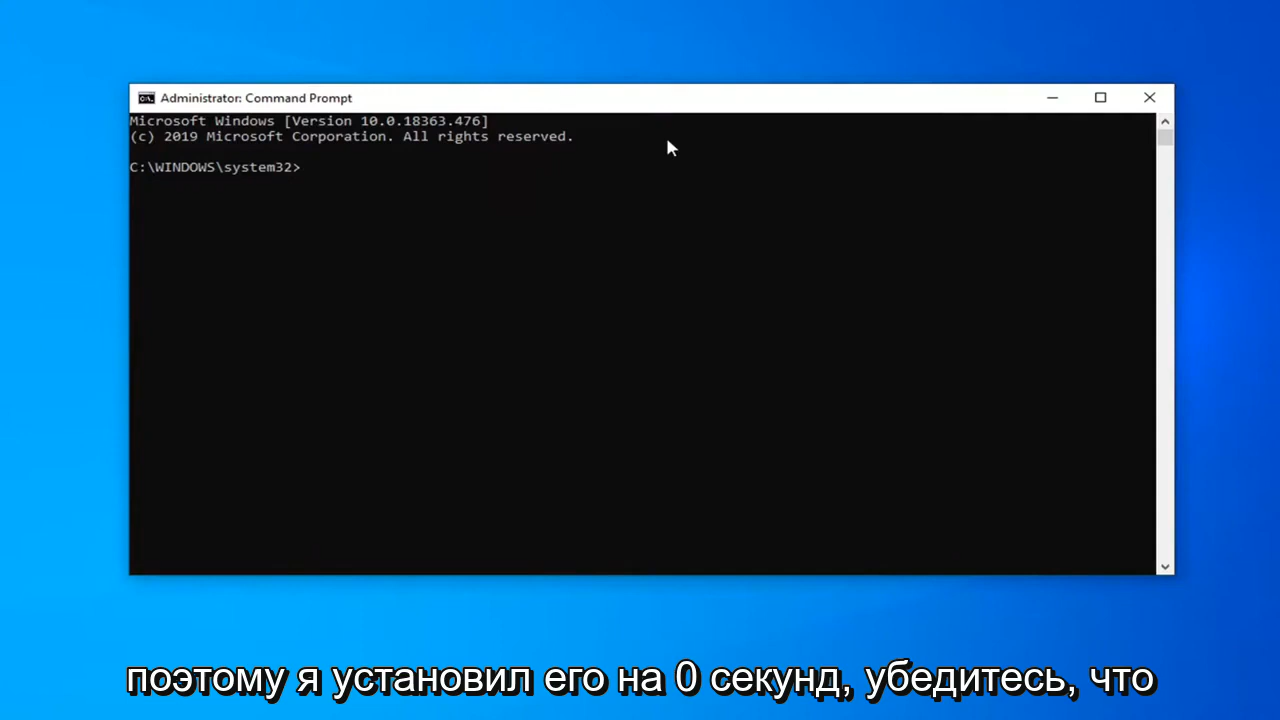 Administrator: Command Prompt
Microsoft Windows [Version 10.0.18363.476]
(c) 2019 Microsoft Corporation. All rights reserved.
C:\WINDOWS\system32>
поэтому я установил его на 0 секунд, убедитесь, что